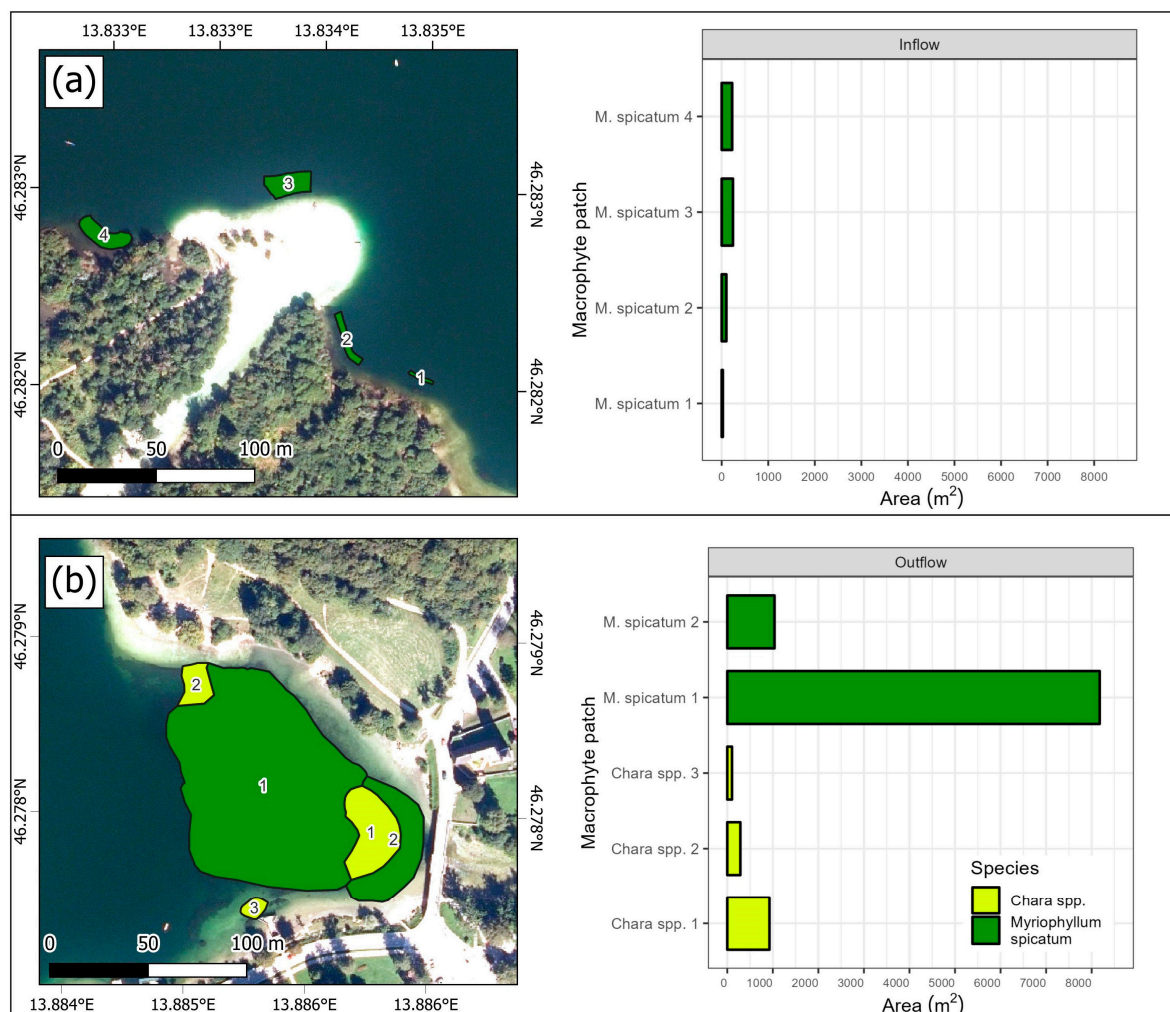 13.833°E 13.833°E 13.834°E 13.835°E
(a)
46.283°N
46.282°N
46.283°N
46.282°N
3
4
2
1
0 50 100 m
Inflow
Macrophyte patch
M. spicatum 4
M. spicatum 3
M. spicatum 2
M. spicatum 1
0 1000 2000 3000 4000 5000 6000 7000 8000
Area (m²)
(b)
46.279°N
46.278°N
46.279°N
46.278°N
2
1
1
2
3
0 50 100 m
13.884°E 13.885°E 13.886°E 13.886°E
Outflow
Macrophyte patch
M. spicatum 2
M. spicatum 1
Chara spp. 3
Chara spp. 2
Chara spp. 1
Species
Chara spp.
Myriophyllum
spicatum
0 1000 2000 3000 4000 5000 6000 7000 8000
Area (m²)